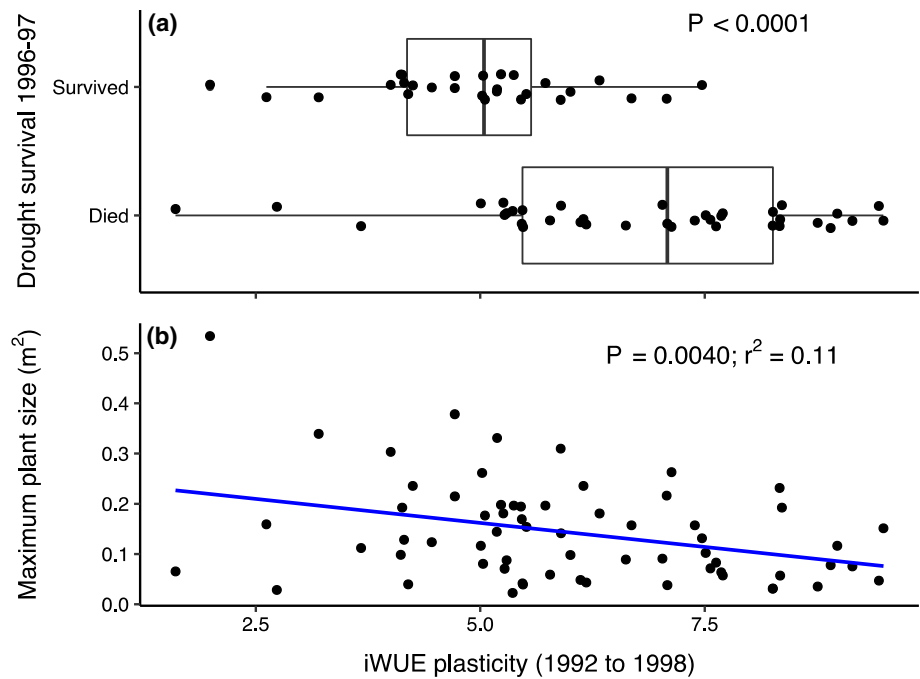 (a)
P < 0.0001
Drought survival 1996-97
Survived
Died
(b)
P = 0.0040; r² = 0.11
Maximum plant size (m²)
0.5
0.4
0.3
0.2
0.1
0.0
2.5 5.0 7.5
iWUE plasticity (1992 to 1998)